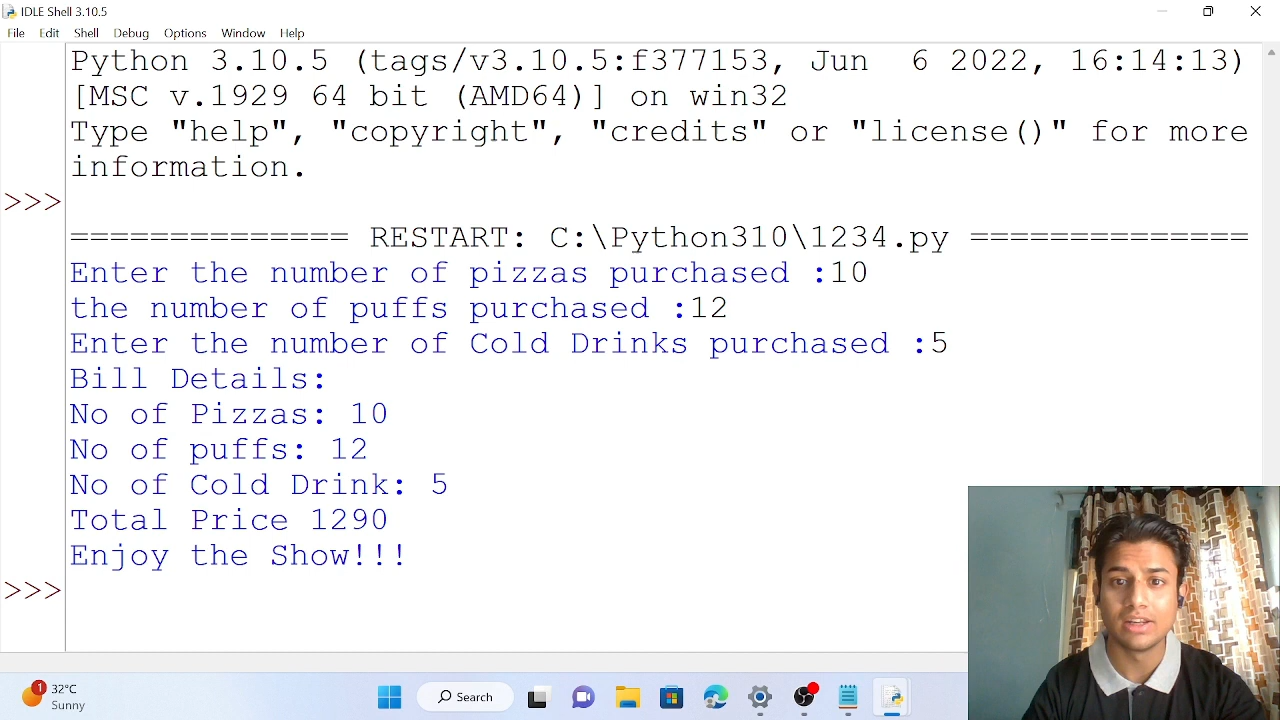 IDLE Shell 3.10.5
File Edit Shell Debug Options Window Help
Python 3.10.5 (tags/v3.10.5:f377153, Jun  6 2022, 16:14:13)
[MSC v.1929 64 bit (AMD64)] on win32
Type "help", "copyright", "credits" or "license()" for more
information.
>>>
============== RESTART: C:\Python310\1234.py ==============
Enter the number of pizzas purchased :10
the number of puffs purchased :12
Enter the number of Cold Drinks purchased :5
Bill Details:
No of Pizzas: 10
No of puffs: 12
No of Cold Drink: 5
Total Price 1290
Enjoy the Show!!!
>>>
1
32°C
Sunny
Search